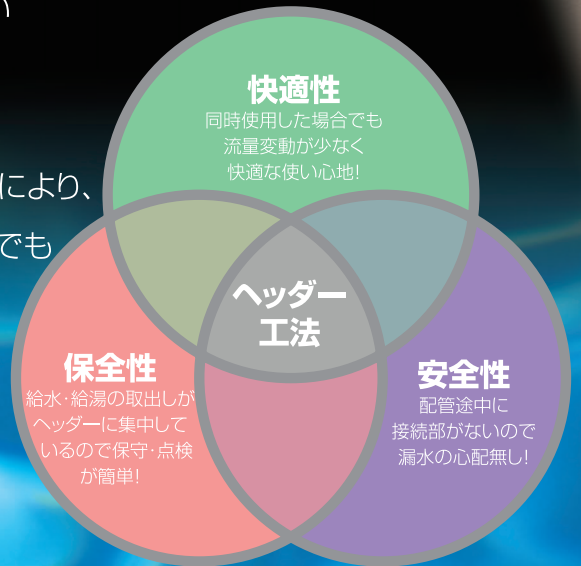 快適性
同時使用した場合でも
流量変動が少なく
快適な使い心地!
により、
でも
ヘッダー
工法
保全性
給水・給湯の取出しが
ヘッダーに集中して
いるので保守・点検
が簡単!
安全性
配管途中に
接続部がないので
漏水の心配無し!